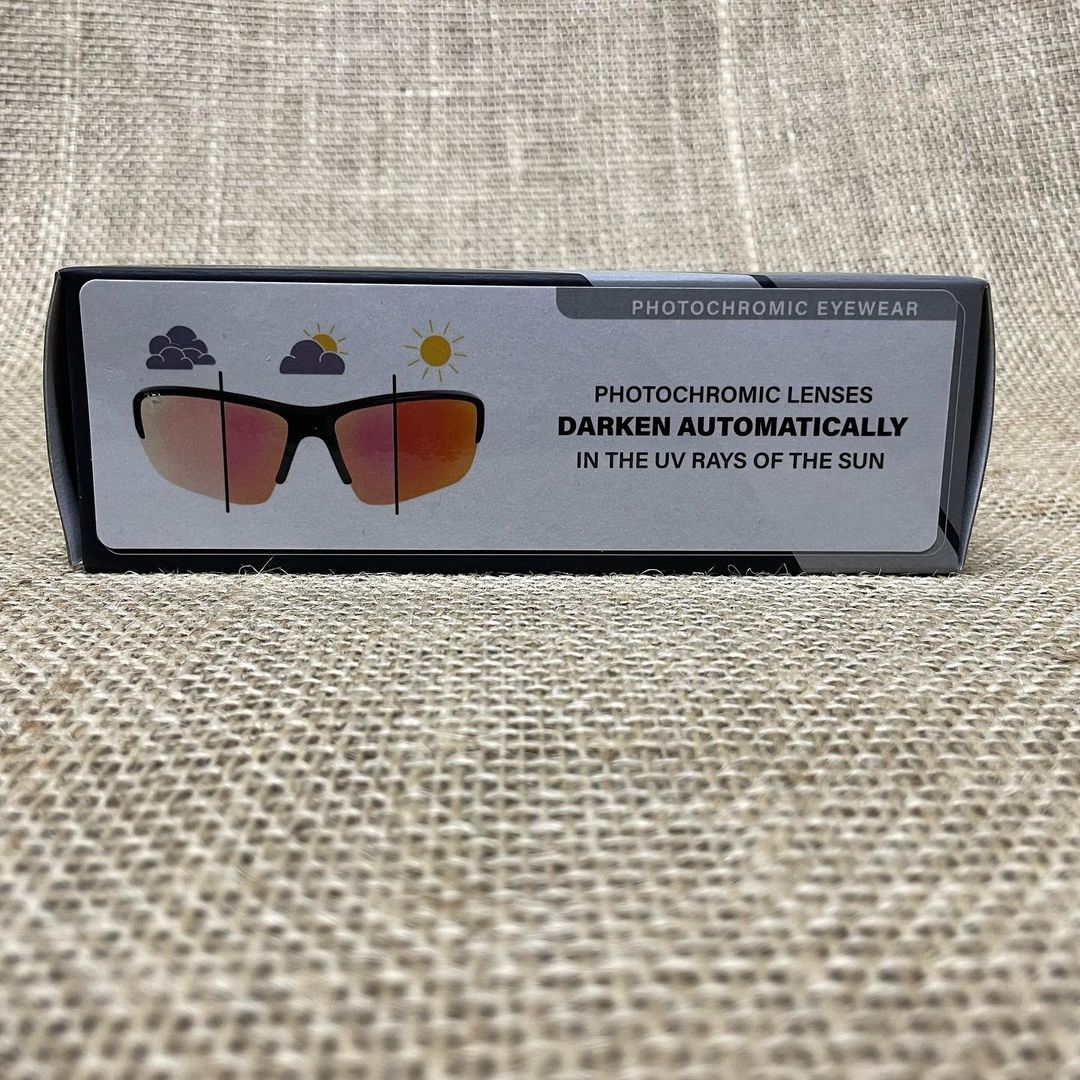 PHOTOCHROMIC EYEWEAR
PHOTOCHROMIC LENSES
DARKEN AUTOMATICALLY
IN THE UV RAYS OF THE SUN